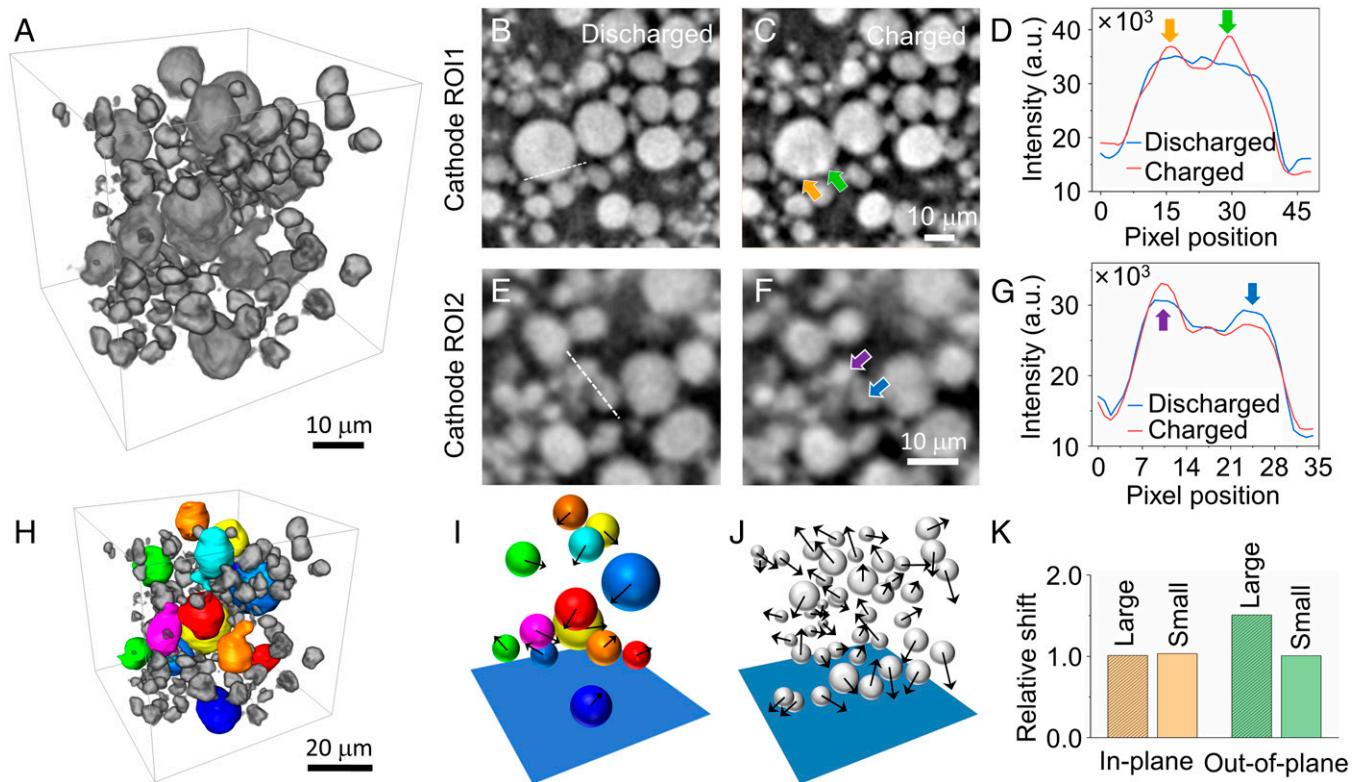 A
10 μm
Cathode ROI1
B
Discharged
C
Charged
10 μm
D
×10³
40
30
20
10
Intensity (a.u.)
Discharged
Charged
0 15 30 45
Pixel position
Cathode ROI2
E
F
10 μm
G
×10³
30
20
10
Intensity (a.u.)
Discharged
Charged
0 7 14 21 28 35
Pixel position
H
20 μm
I
J
K
2.0
1.0
0.0
Relative shift
Large
Small
Large
Small
In-plane Out-of-plane